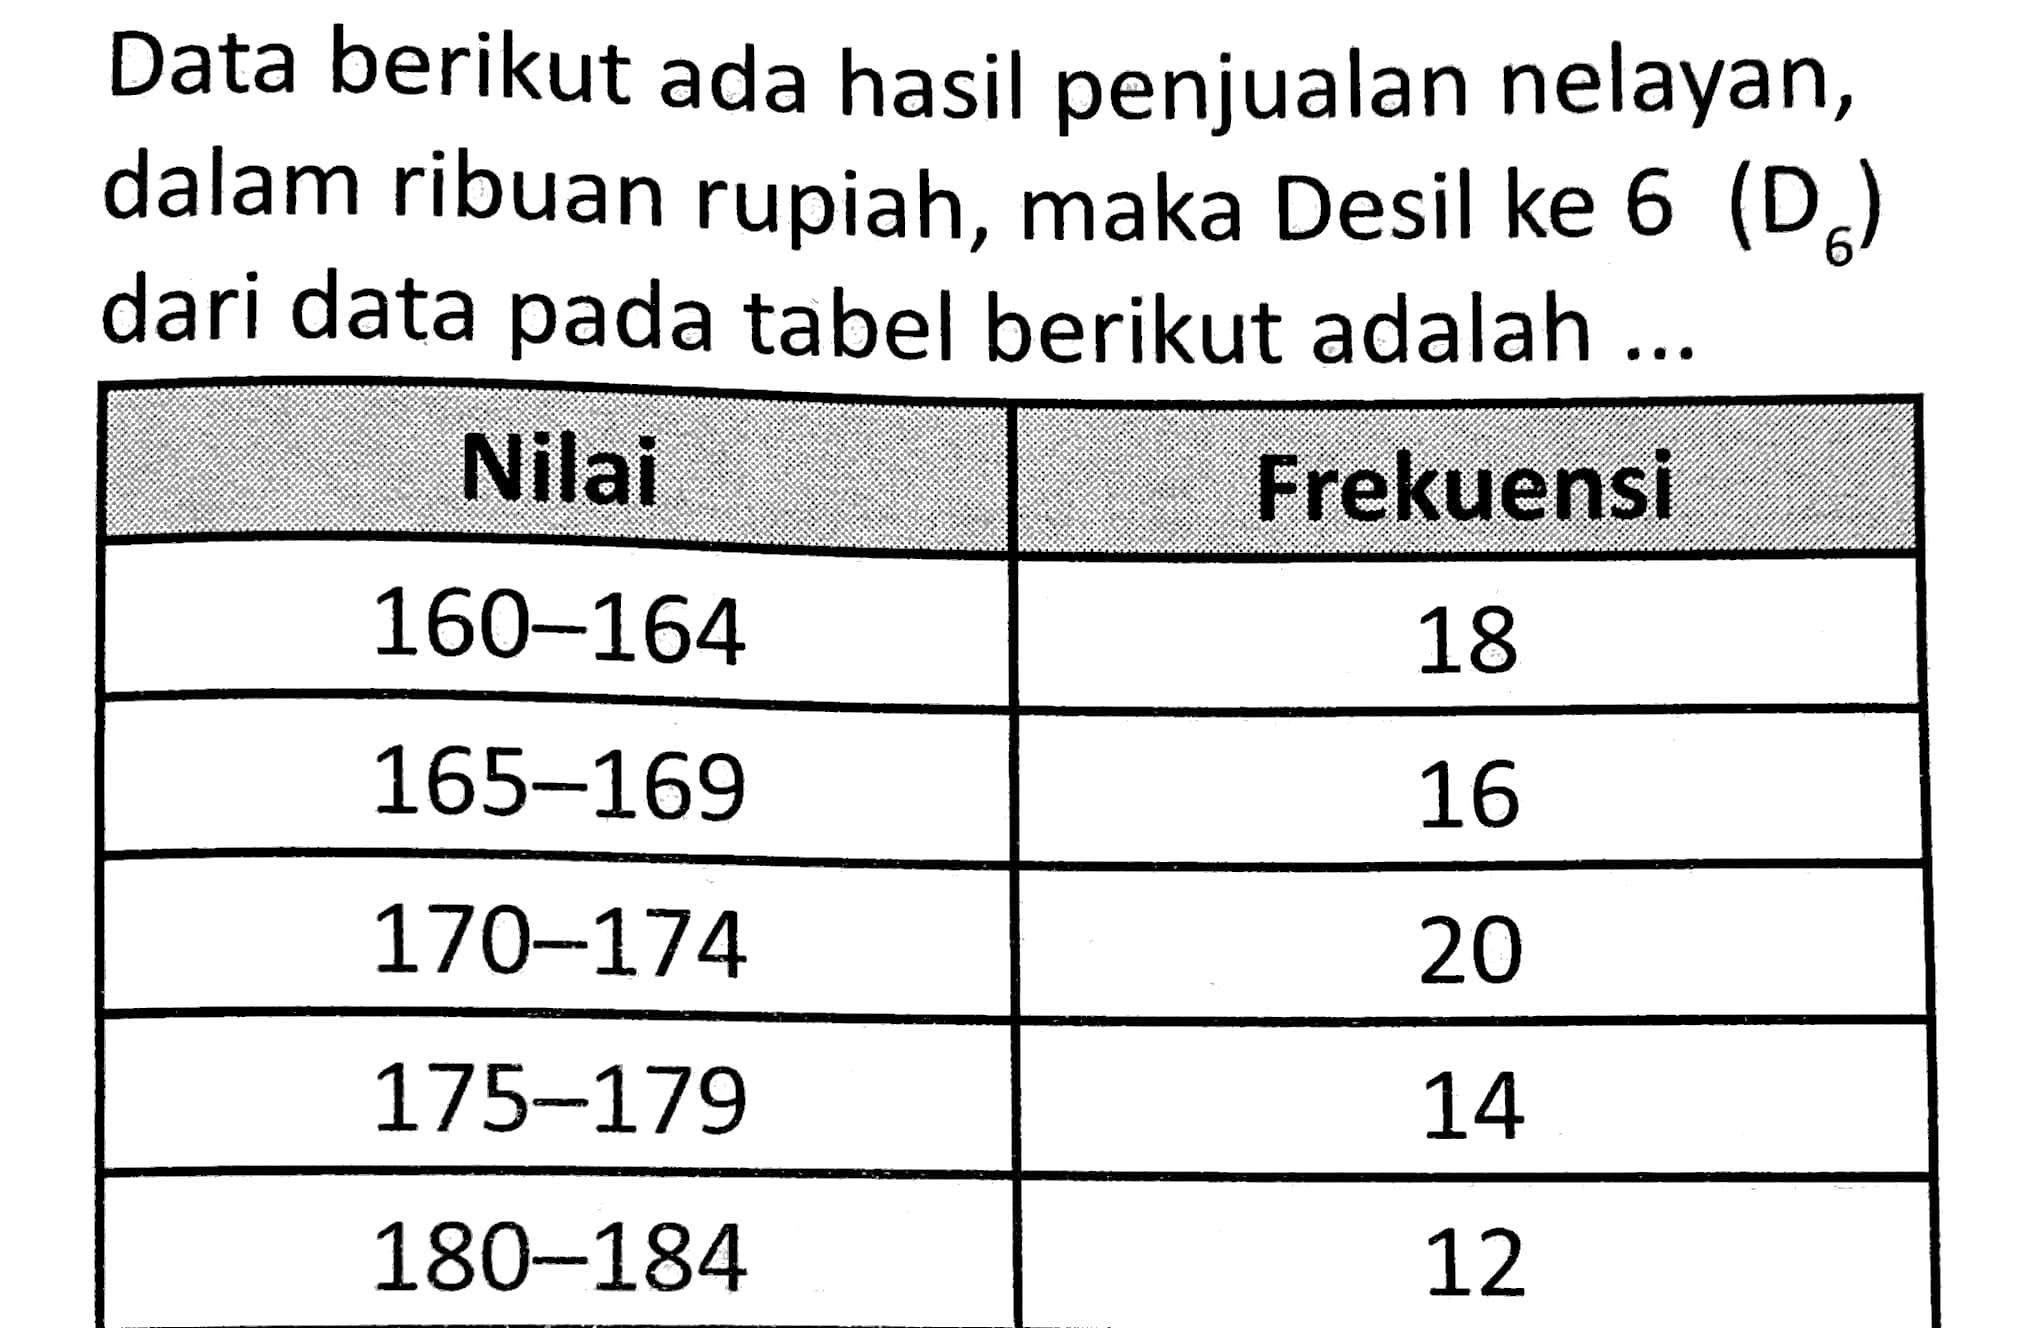 Data berikut ada hasil penjualan nelayan,
dalam ribuan rupiah, maka Desil ke 6 (D₆)
dari data pada tabel berikut adalah ...
Nilai Frekuensi
160–164 18
165–169 16
170–174 20
175–179 14
180–184 12